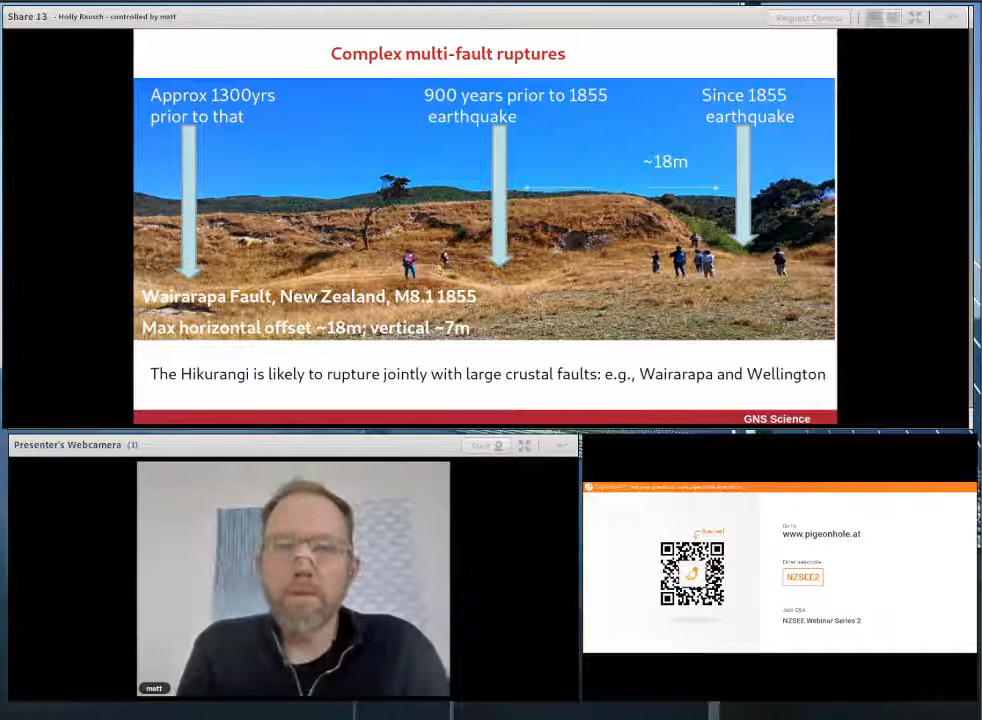 Share 13 - Holly Rausch - controlled by matt
Request Control
Complex multi-fault ruptures
Approx 1300yrs
prior to that
900 years prior to 1855
earthquake
Since 1855
earthquake
~18m
Wairarapa Fault, New Zealand, M8.1 1855
Max horizontal offset ~18m; vertical ~7m
The Hikurangi is likely to rupture jointly with large crustal faults: e.g., Wairarapa and Wellington
GNS Science
Presenter's Webcamera (1)
Start
matt
Go to
www.pigeonhole.at
Enter passcode
NZSEE2
Join Q&A
NZSEE Webinar Series 2